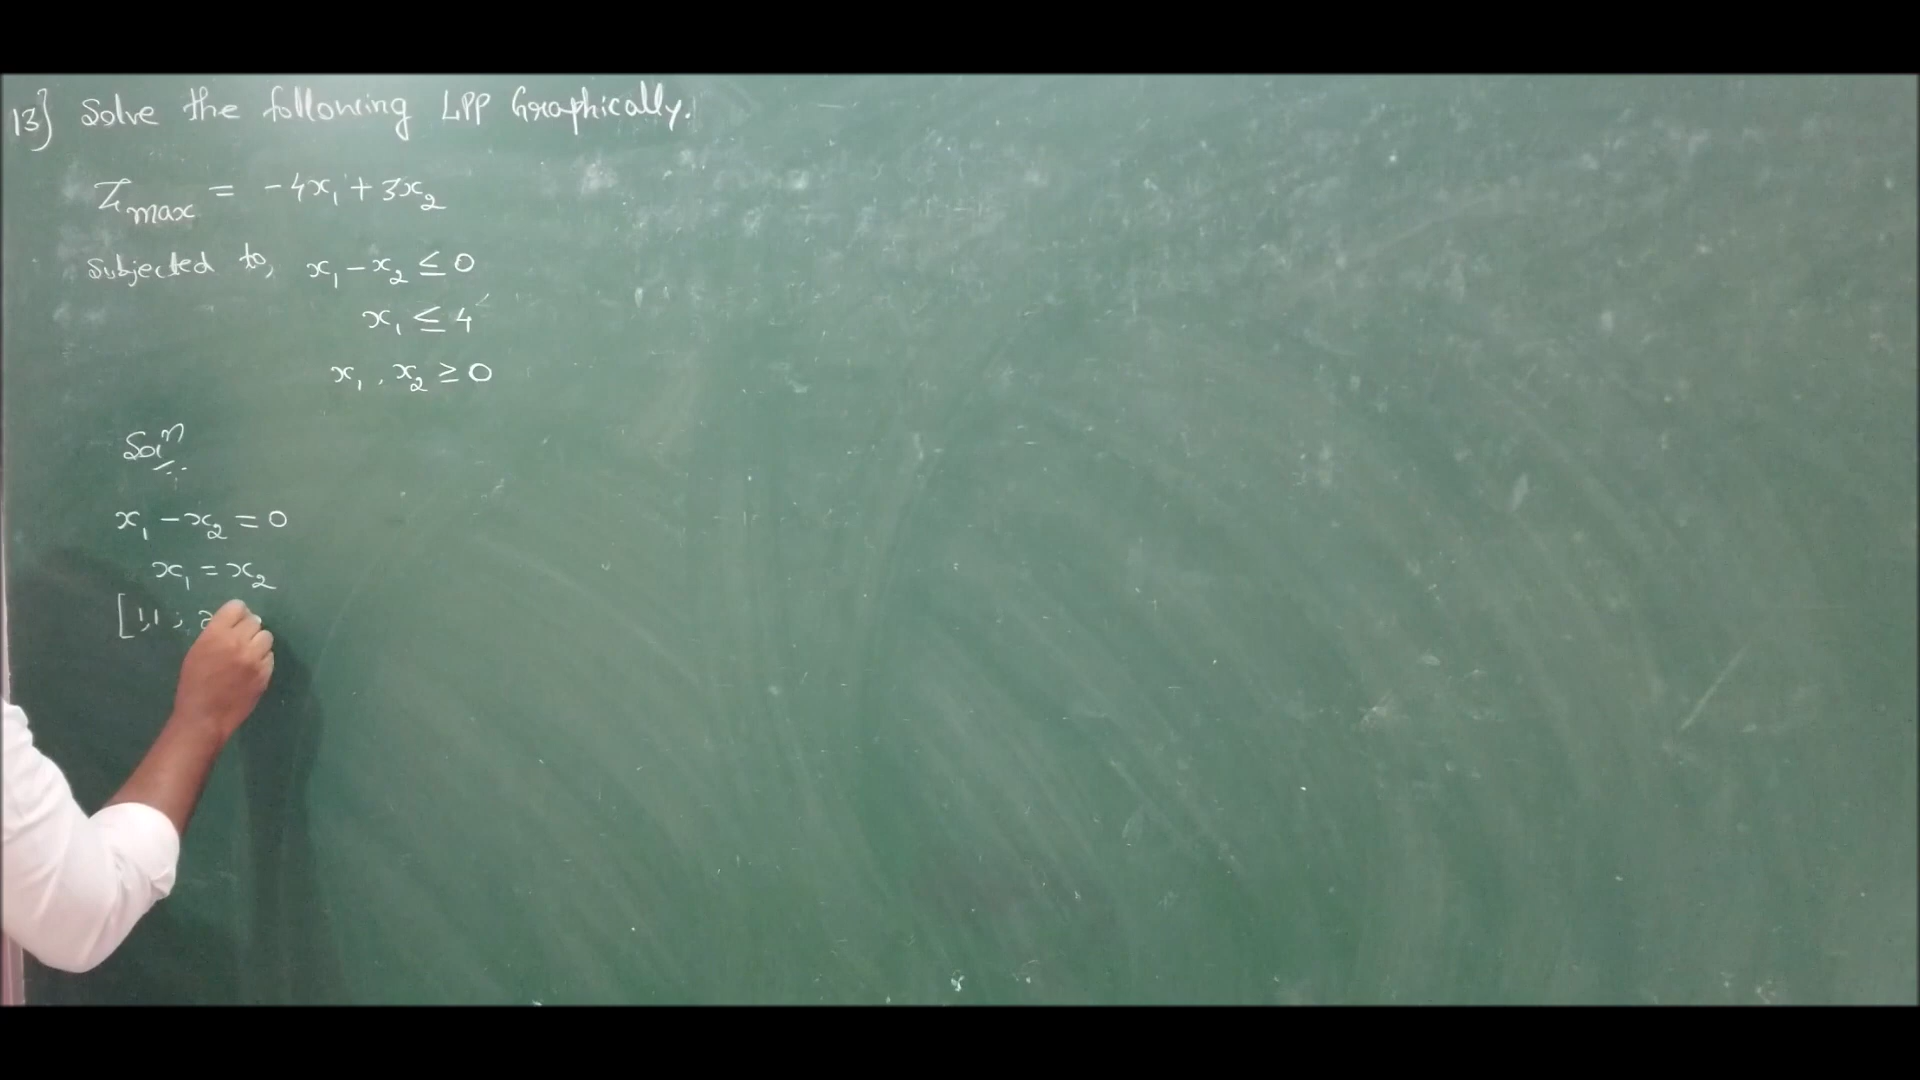 13] Solve the following LPP Graphically.
Zmax = -4x₁ + 3x₂
Subjected to, x₁ - x₂ ≤ 0
x₁ ≤ 4
x₁, x₂ ≥ 0
Solⁿ
x₁ - x₂ = 0
x₁ = x₂
[1,1 ; 2